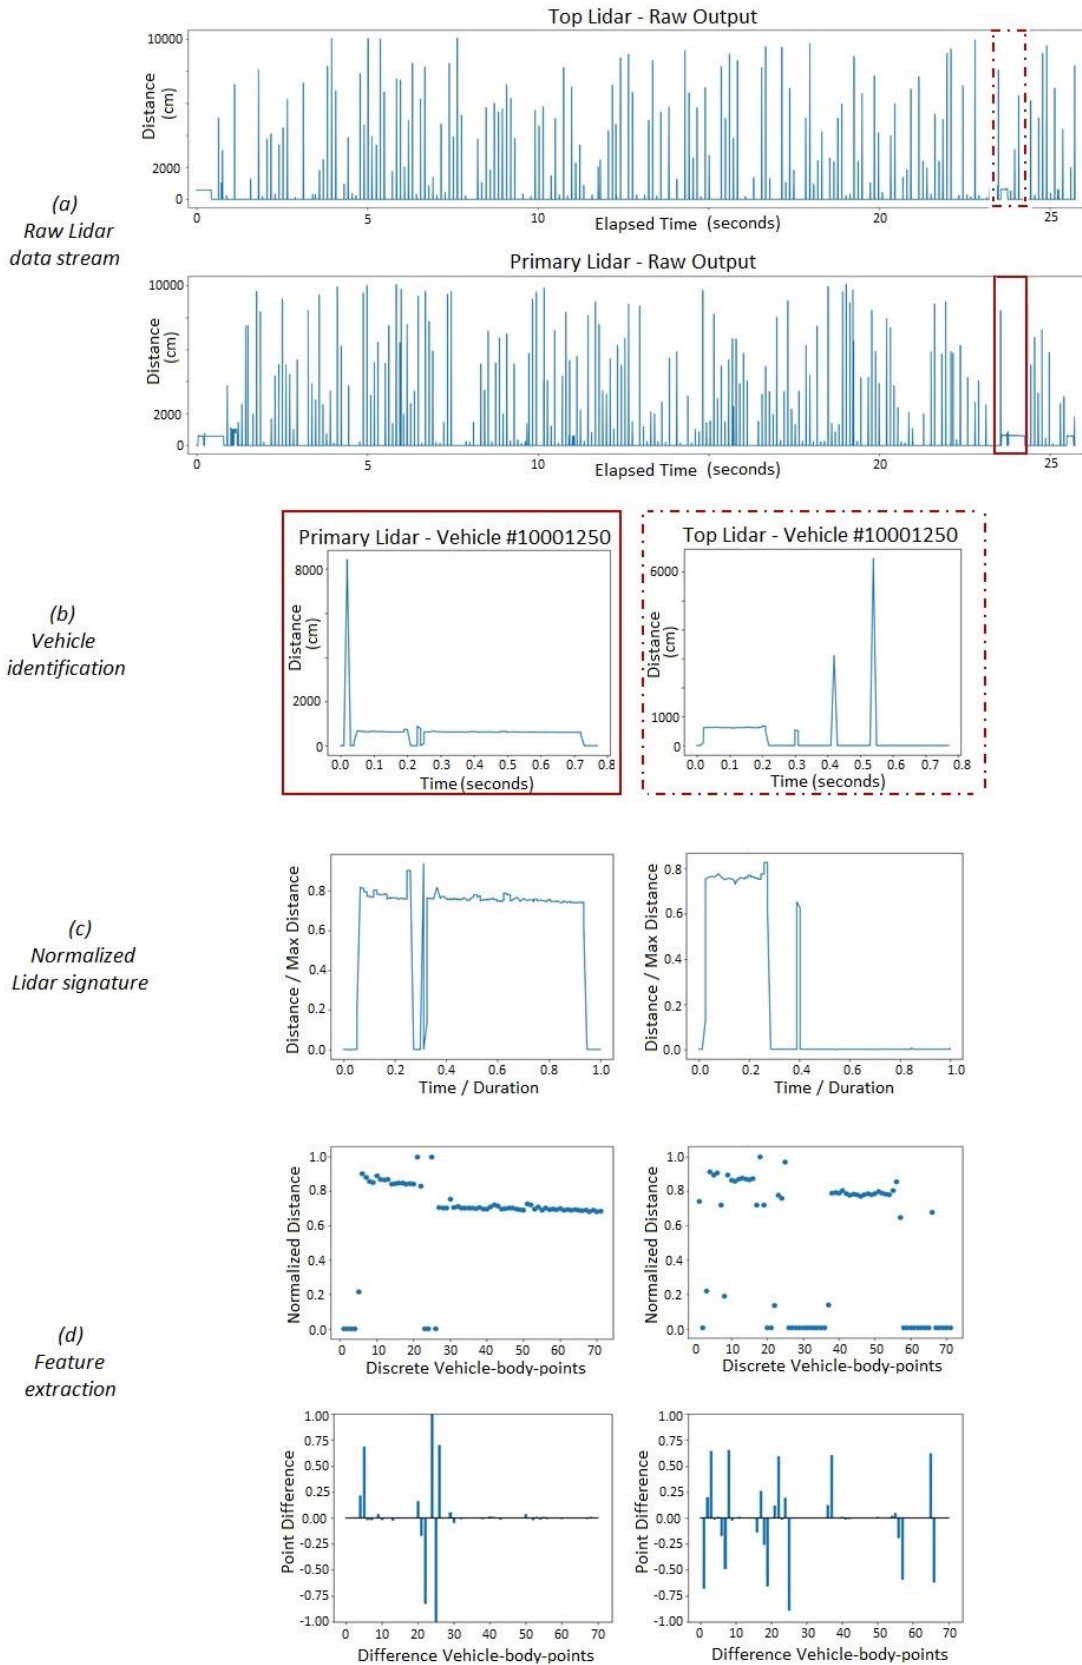 Top Lidar - Raw Output
10000
2000
0
Distance
(cm)
0 5 10 20 25
Elapsed Time (seconds)
(a)
Raw Lidar
data stream
Primary Lidar - Raw Output
10000
2000
0
Distance
(cm)
0 5 10 20 25
Elapsed Time (seconds)
(b)
Vehicle
identification
Primary Lidar - Vehicle #10001250
8000
2000
0
Distance
(cm)
0.0 0.1 0.2 0.3 0.4 0.5 0.6 0.7 0.8
Time (seconds)
Top Lidar - Vehicle #10001250
6000
1000
0
Distance
(cm)
0.0 0.1 0.2 0.3 0.4 0.5 0.6 0.7 0.8
Time (seconds)
(c)
Normalized
Lidar signature
Distance / Max Distance
0.8
0.6
0.4
0.2
0.0
0.0 0.2 0.4 0.6 0.8 1.0
Time / Duration
Distance / Max Distance
0.8
0.6
0.4
0.2
0.0
0.0 0.2 0.4 0.6 0.8 1.0
Time / Duration
(d)
Feature
extraction
Normalized Distance
1.0
0.8
0.6
0.4
0.2
0.0
0 10 20 30 40 50 60 70
Discrete Vehicle-body-points
Normalized Distance
1.0
0.8
0.6
0.4
0.2
0.0
0 10 20 30 40 50 60 70
Discrete Vehicle-body-points
Point Difference
1.00
0.75
0.50
0.25
0.00
-0.25
-0.50
-0.75
-1.00
0 10 20 30 40 50 60 70
Difference Vehicle-body-points
Point Difference
1.00
0.75
0.50
0.25
0.00
-0.25
-0.50
-0.75
-1.00
0 10 20 30 40 50 60 70
Difference Vehicle-body-points